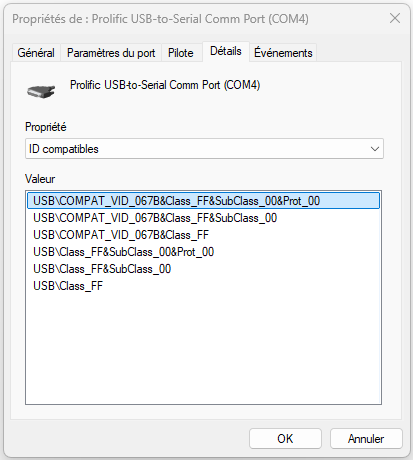 Propriétés de : Prolific USB-to-Serial Comm Port (COM4)
Général
Paramètres du port
Pilote
Détails
Événements
Prolific USB-to-Serial Comm Port (COM4)
Propriété
ID compatibles
Valeur
USB\COMPAT_VID_067B&Class_FF&SubClass_00&Prot_00
USB\COMPAT_VID_067B&Class_FF&SubClass_00
USB\COMPAT_VID_067B&Class_FF
USB\Class_FF&SubClass_00&Prot_00
USB\Class_FF&SubClass_00
USB\Class_FF
OK
Annuler